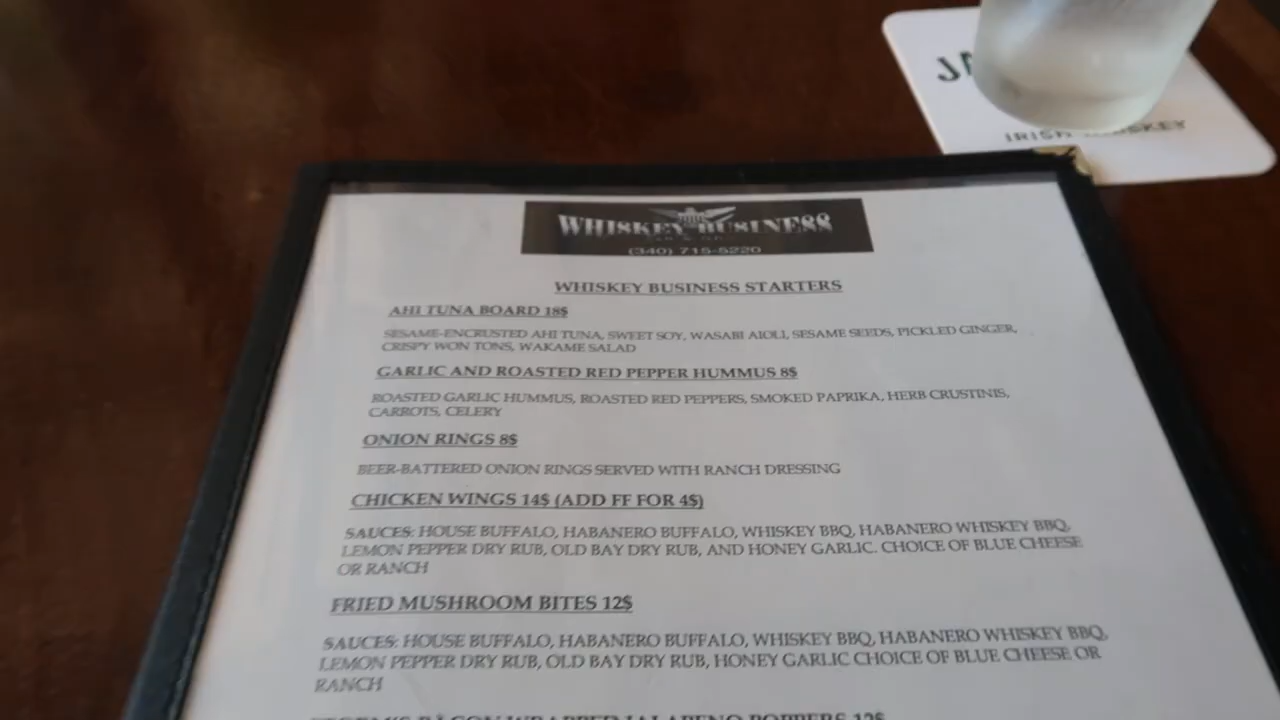 IRISH WHISKEY
WHISKEY BUSINESS
(340) 715-5220
WHISKEY BUSINESS STARTERS
AHI TUNA BOARD 18$
SESAME-ENCRUSTED AHI TUNA, SWEET SOY, WASABI AIOLI, SESAME SEEDS, PICKLED GINGER,
CRISPY WON TONS, WAKAME SALAD
GARLIC AND ROASTED RED PEPPER HUMMUS 8$
ROASTED GARLIC HUMMUS, ROASTED RED PEPPERS, SMOKED PAPRIKA, HERB CRUSTINIS,
CARROTS, CELERY
ONION RINGS 8$
BEER-BATTERED ONION RINGS SERVED WITH RANCH DRESSING
CHICKEN WINGS 14$ (ADD FF FOR 4$)
SAUCES: HOUSE BUFFALO, HABANERO BUFFALO, WHISKEY BBQ, HABANERO WHISKEY BBQ,
LEMON PEPPER DRY RUB, OLD BAY DRY RUB, AND HONEY GARLIC. CHOICE OF BLUE CHEESE
OR RANCH
FRIED MUSHROOM BITES 12$
SAUCES: HOUSE BUFFALO, HABANERO BUFFALO, WHISKEY BBQ, HABANERO WHISKEY BBQ,
LEMON PEPPER DRY RUB, OLD BAY DRY RUB, HONEY GARLIC CHOICE OF BLUE CHEESE OR
RANCH
BACON WRAPPED JALAPENO POPPERS 12$